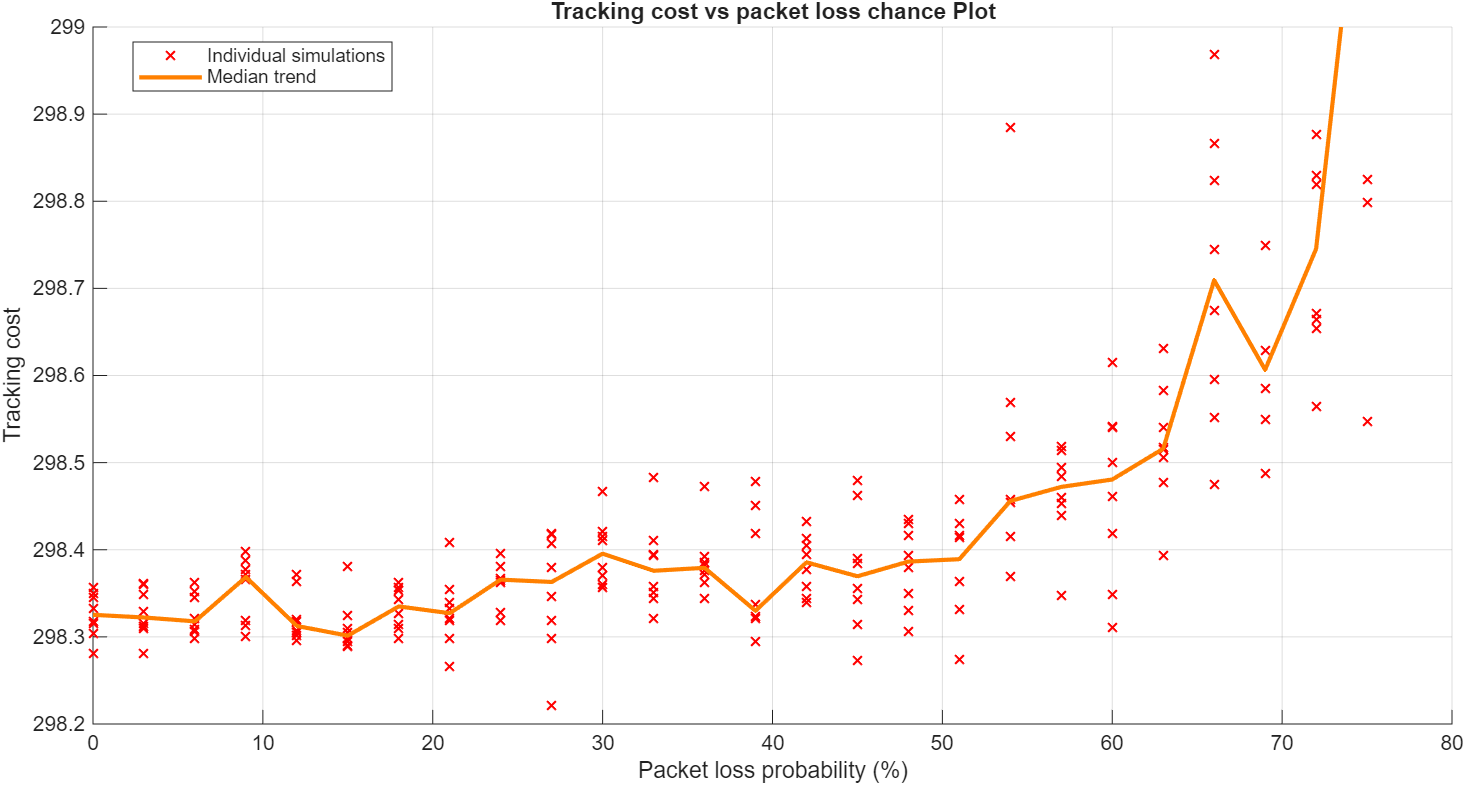 Tracking cost vs packet loss chance Plot
Individual simulations
Median trend
299
298.9
298.8
298.7
298.6
298.5
298.4
298.3
298.2
Tracking cost
0 10 20 30 40 50 60 70 80
Packet loss probability (%)